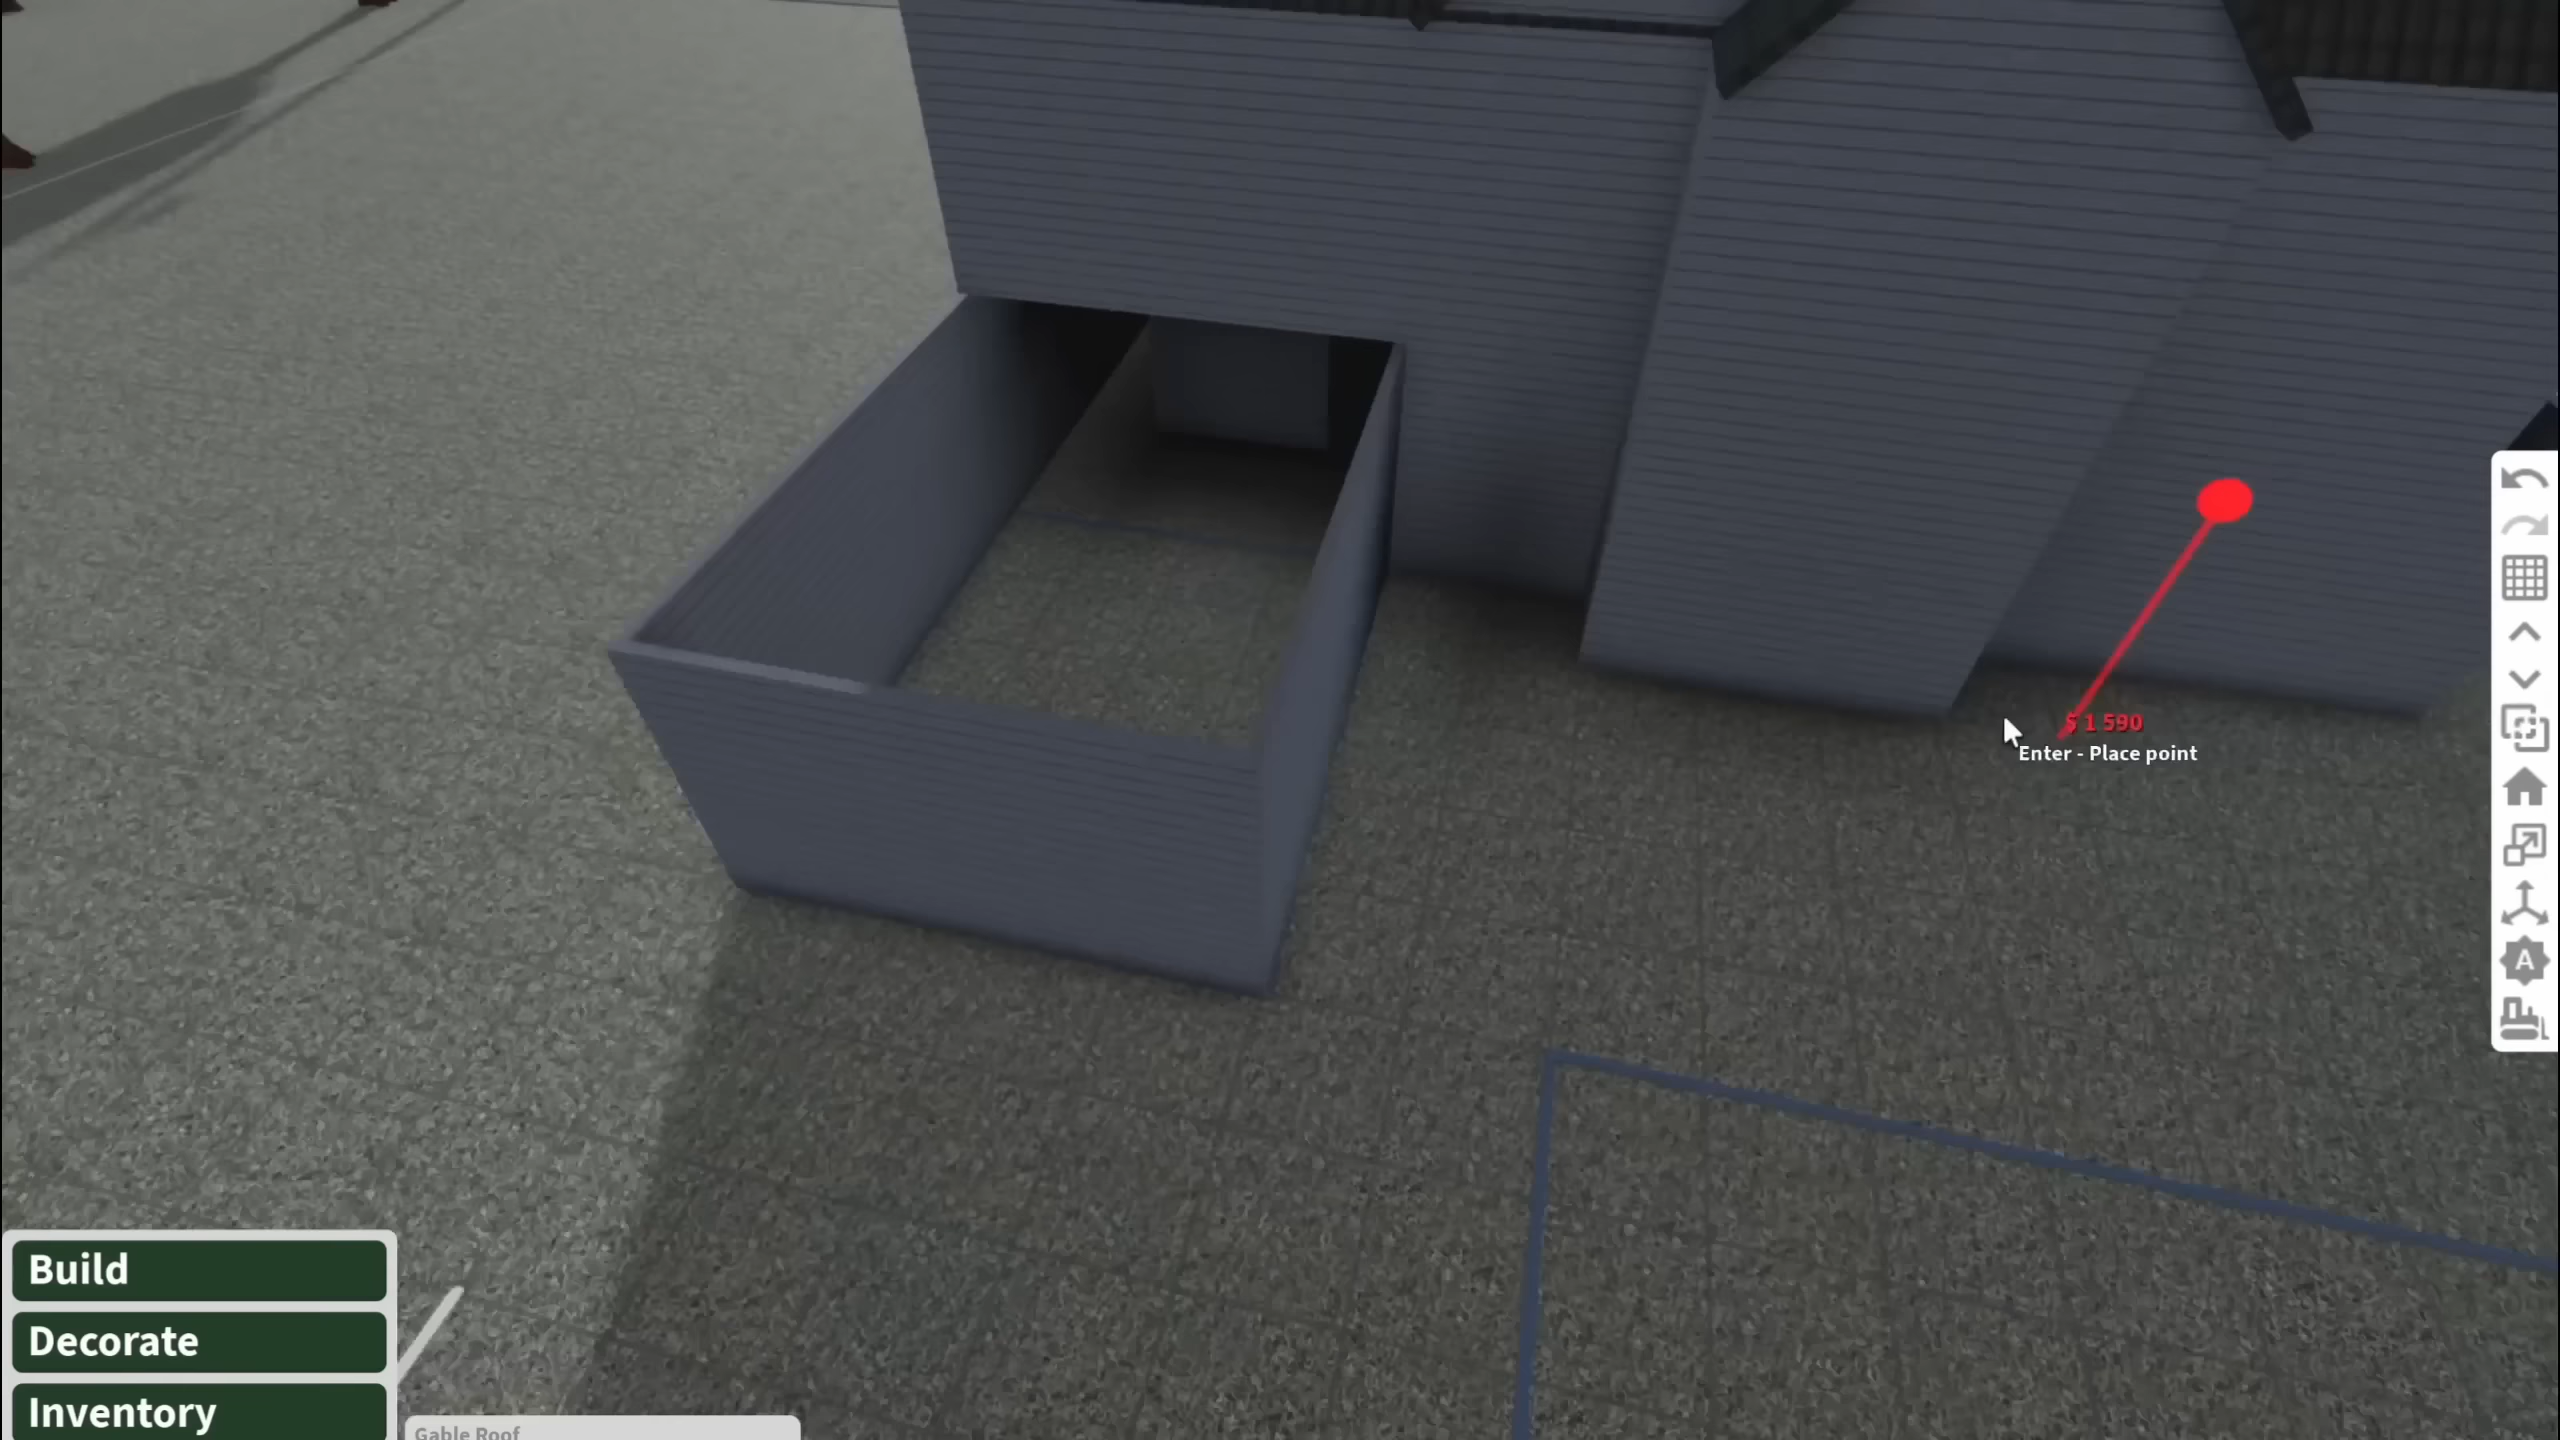 $ 1 590
Enter - Place point
A
Build
Decorate
Inventory
Gable Roof